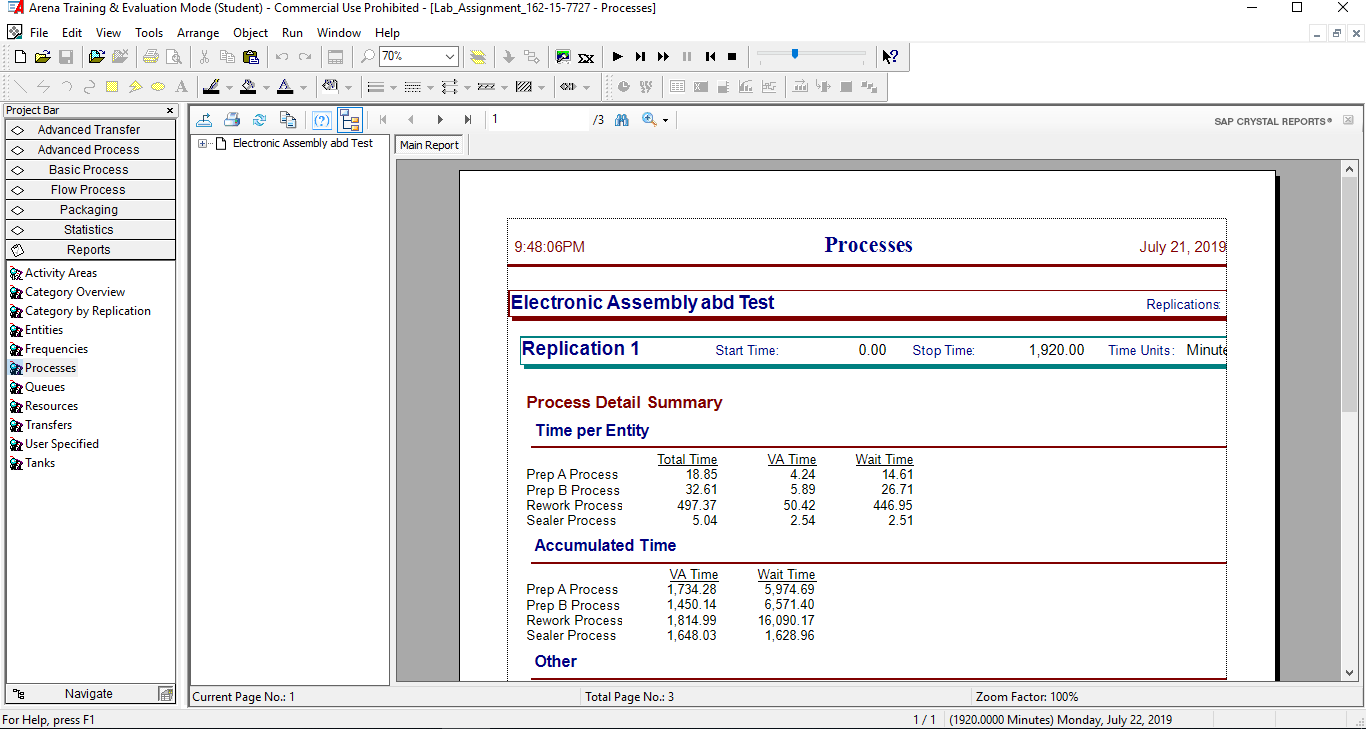 Arena Training & Evaluation Mode (Student) - Commercial Use Prohibited - [Lab_Assignment_162-15-7727 - Processes]
File Edit View Tools Arrange Object Run Window Help
70%
Project Bar
Advanced Transfer
Advanced Process
Basic Process
Flow Process
Packaging
Statistics
Reports
Activity Areas
Category Overview
Category by Replication
Entities
Frequencies
Processes
Queues
Resources
Transfers
User Specified
Tanks
Navigate
1 /3
SAP CRYSTAL REPORTS®
Electronic Assembly abd Test
Main Report
9:48:06PM Processes July 21, 2019
Electronic Assembly abd Test Replications:
Replication 1 Start Time: 0.00 Stop Time: 1,920.00 Time Units: Minute
Process Detail Summary
Time per Entity
Total Time VA Time Wait Time
Prep A Process 18.85 4.24 14.61
Prep B Process 32.61 5.89 26.71
Rework Process 497.37 50.42 446.95
Sealer Process 5.04 2.54 2.51
Accumulated Time
VA Time Wait Time
Prep A Process 1,734.28 5,974.69
Prep B Process 1,450.14 6,571.40
Rework Process 1,814.99 16,090.17
Sealer Process 1,648.03 1,628.96
Other
Current Page No.: 1 Total Page No.: 3 Zoom Factor: 100%
For Help, press F1 1 / 1 (1920.0000 Minutes) Monday, July 22, 2019